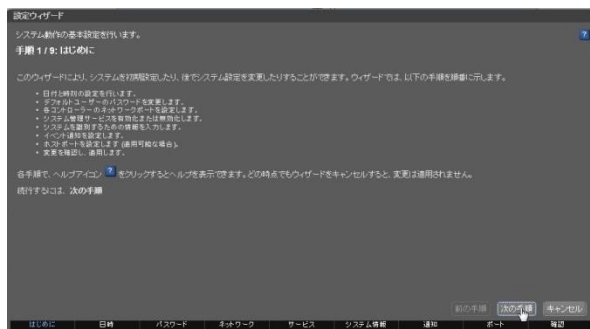 設定ウィザード
システム動作の基本設定を行います。
?
手順 1 / 9: はじめに
このウィザードにより、システムを初期設定したり、後でシステム設定を変更したりすることができます。ウィザードでは、以下の手順を順番に示します。
• 日付と時刻の設定を行います。
• デフォルトユーザーのパスワードを変更します。
• 各コントローラーのネットワークポートを設定します。
• システム管理サービスを有効化または無効化します。
• システムを識別するための情報を入力します。
• イベント通知を設定します。
• ホストポートを設定します (適用可能な場合)。
• 変更を確認し、適用します。
各手順で、ヘルプアイコン ? をクリックするとヘルプを表示できます。どの時点でもウィザードをキャンセルすると、変更は適用されません。
続行するには、次の手順
前の手順 次の手順 キャンセル
はじめに 日時 パスワード ネットワーク サービス システム情報 通知 ポート 確認